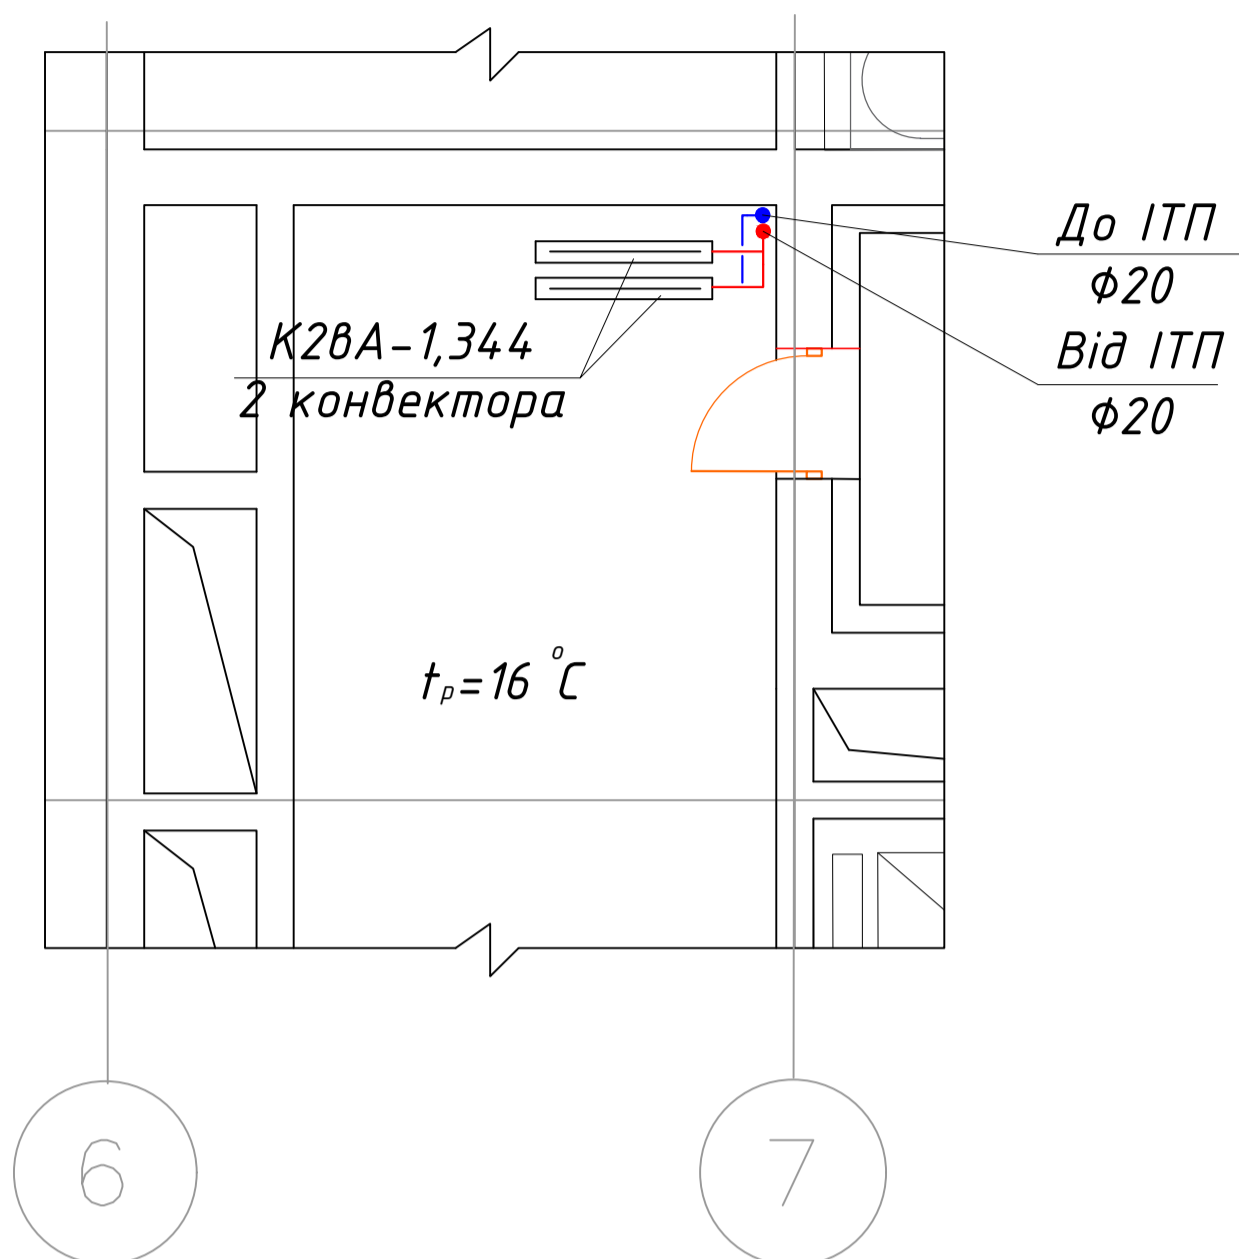 До ІТП
Ф20
К2вА-1,344
2 конвектора
Від ІТП
Ф20
tр=16 °С
6
7